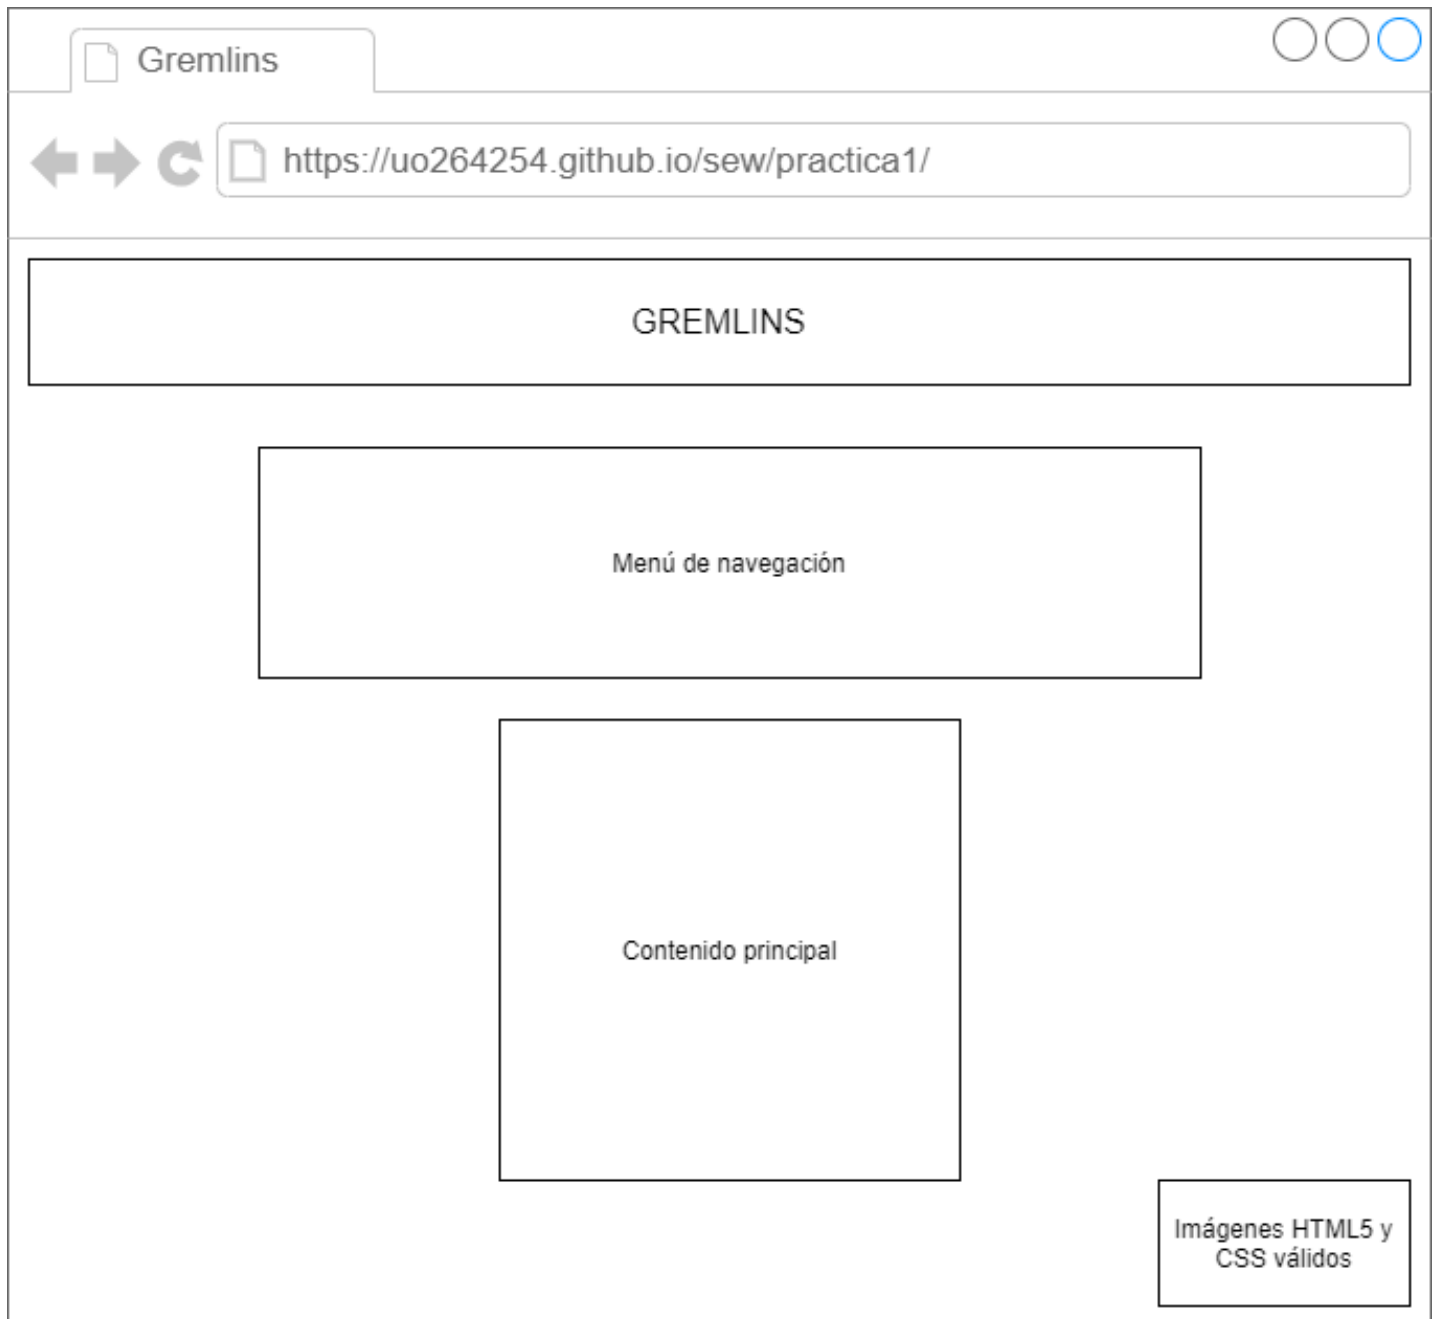 Gremlins
https://uo264254.github.io/sew/practica1/
GREMLINS
Menú de navegación
Contenido principal
Imágenes HTML5 y
CSS válidos